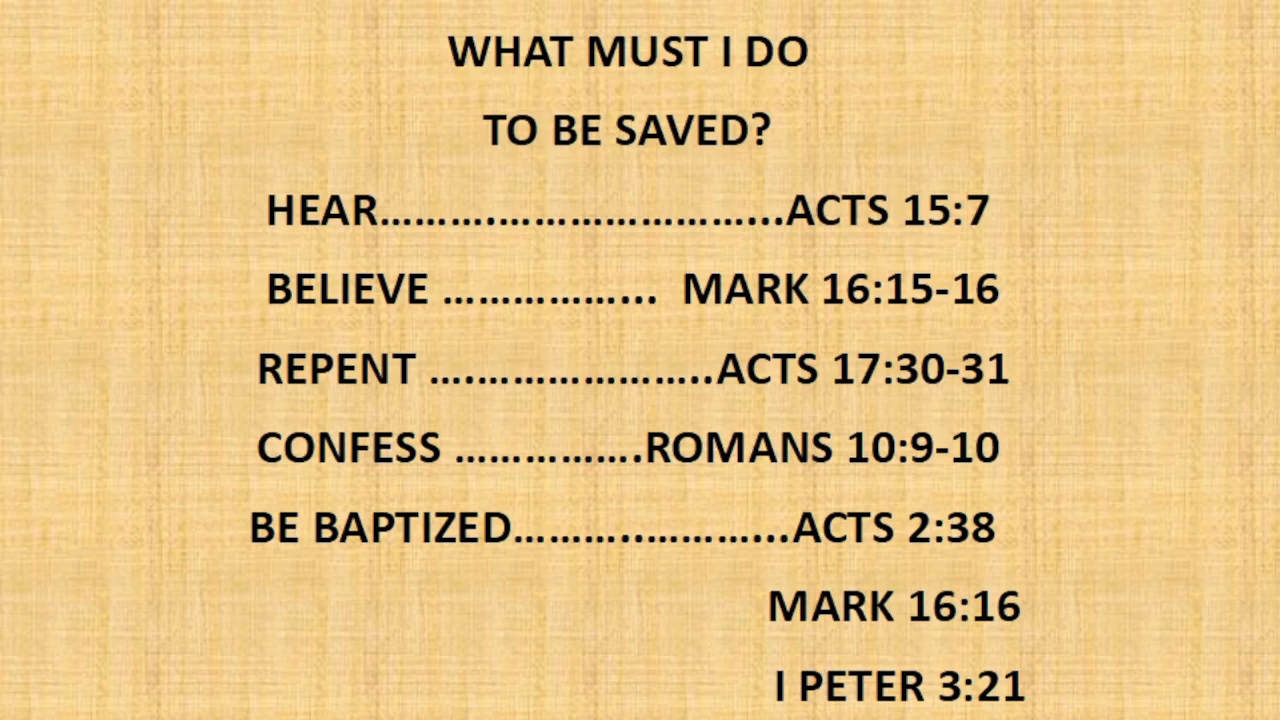 WHAT MUST I DO
TO BE SAVED?
HEAR……….…………………...ACTS 15:7
BELIEVE ……………... MARK 16:15-16
REPENT ….………………..ACTS 17:30-31
CONFESS …………….ROMANS 10:9-10
BE BAPTIZED………..………...ACTS 2:38
MARK 16:16
I PETER 3:21